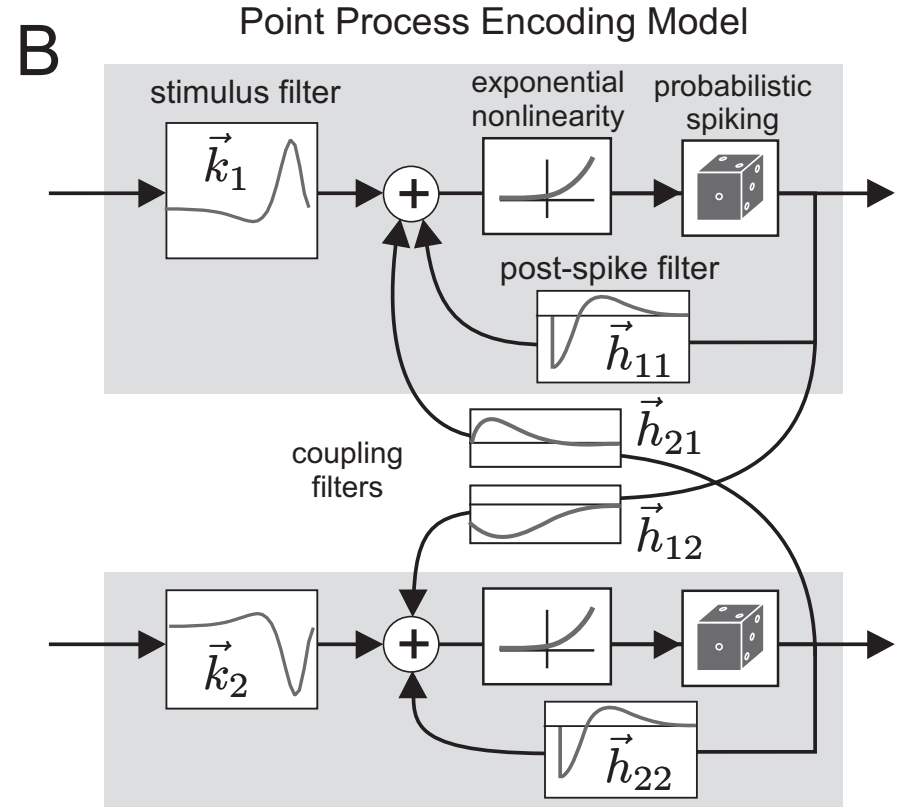 B
Point Process Encoding Model
stimulus filter
exponential
nonlinearity
probabilistic
spiking
k⃗₁
+
post-spike filter
h⃗₁₁
h⃗₂₁
coupling
filters
h⃗₁₂
k⃗₂
+
h⃗₂₂